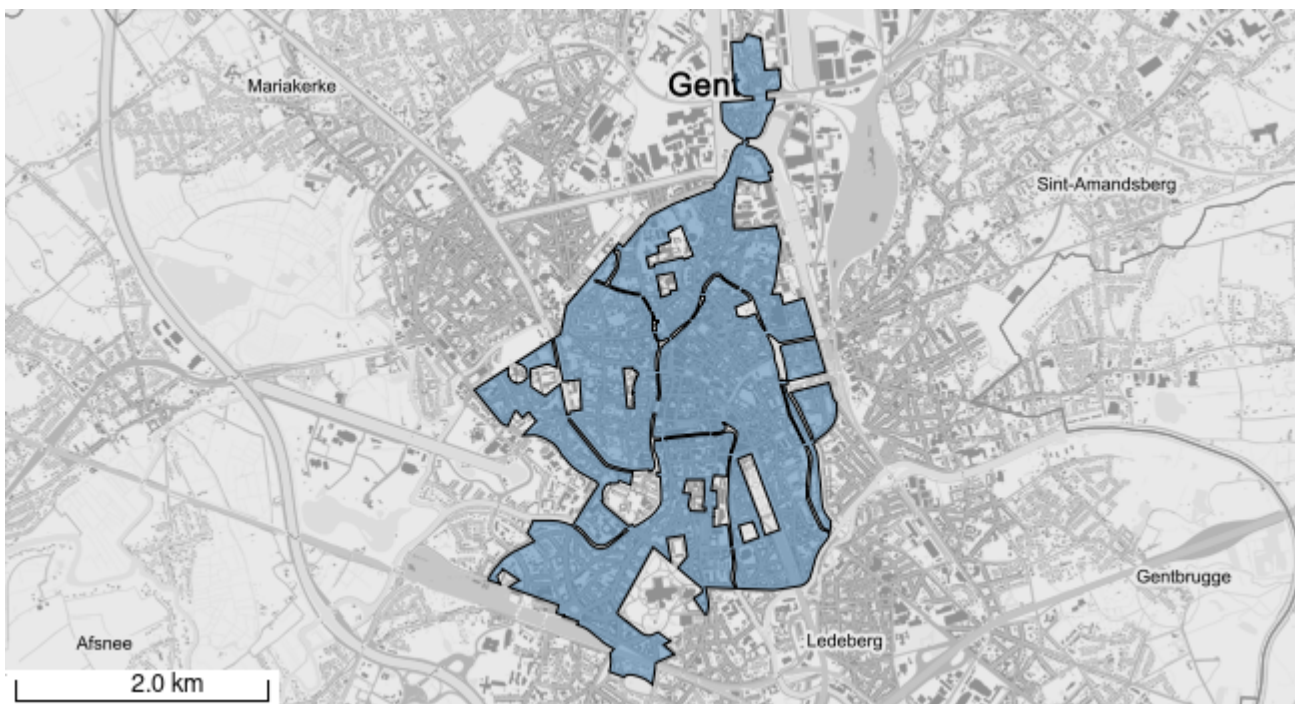 Gent
Mariakerke
Sint-Amandsberg
Gentbrugge
Ledeberg
Afsnee
2.0 km